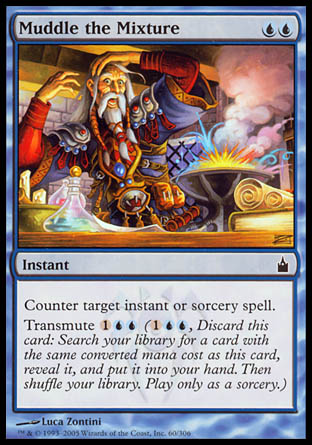 Muddle the Mixture
Instant
Counter target instant or sorcery spell.
Transmute 1 (1, Discard this
card: Search your library for a card with
the same converted mana cost as this card,
reveal it, and put it into your hand. Then
shuffle your library. Play only as a sorcery.)
Luca Zontini
™ & © 1993-2005 Wizards of the Coast, Inc. 60/306